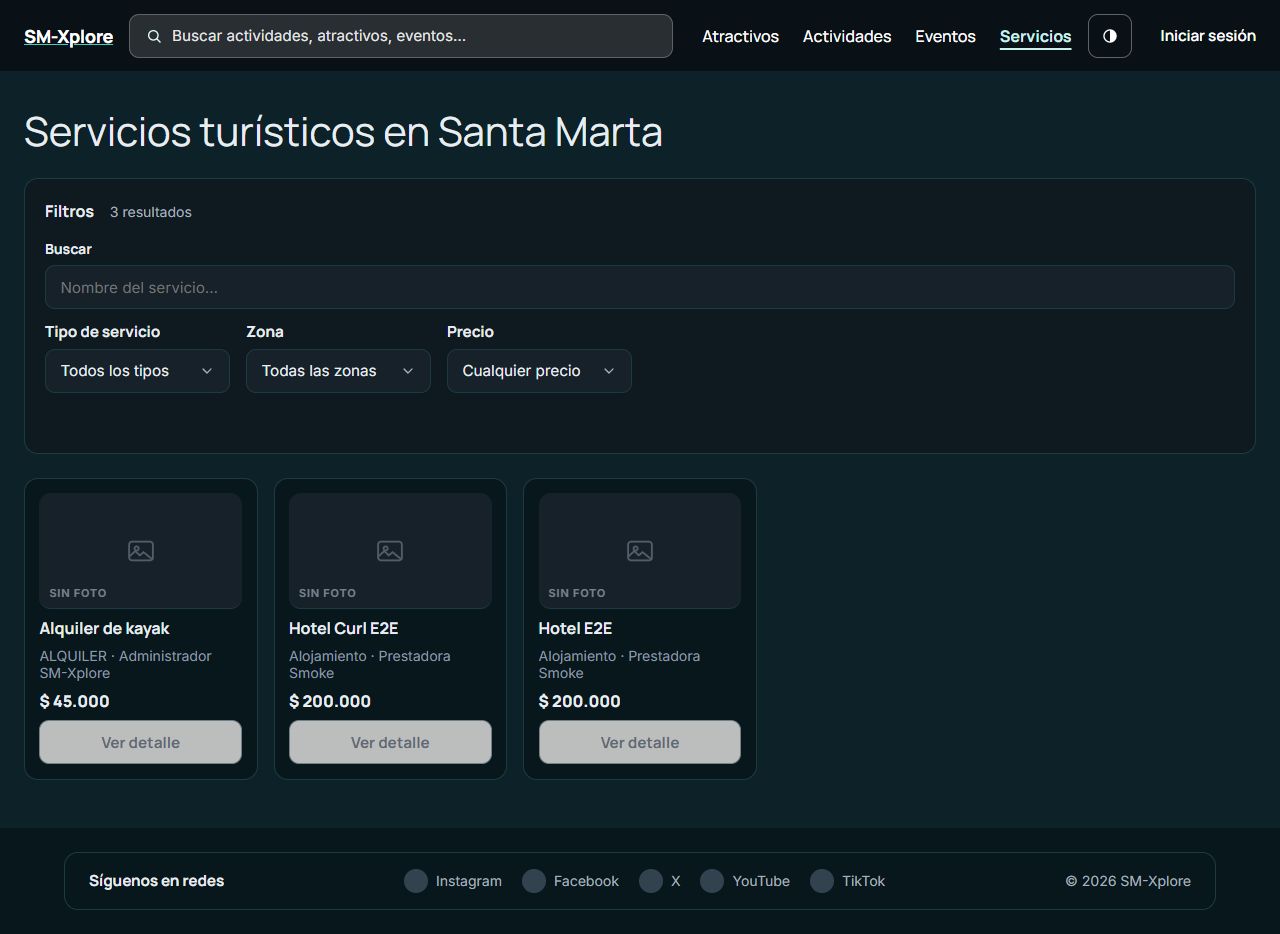 SM-Xplore
Buscar actividades, atractivos, eventos...
Atractivos
Actividades
Eventos
Servicios
Iniciar sesión
Servicios turísticos en Santa Marta
Filtros
3 resultados
Buscar
Nombre del servicio...
Tipo de servicio
Zona
Precio
Todos los tipos
Todas las zonas
Cualquier precio
SIN FOTO
Alquiler de kayak
ALQUILER · Administrador
SM-Xplore
$ 45.000
Ver detalle
SIN FOTO
Hotel Curl E2E
Alojamiento · Prestadora
Smoke
$ 200.000
Ver detalle
SIN FOTO
Hotel E2E
Alojamiento · Prestadora
Smoke
$ 200.000
Ver detalle
Síguenos en redes
Instagram
Facebook
X
YouTube
TikTok
© 2026 SM-Xplore